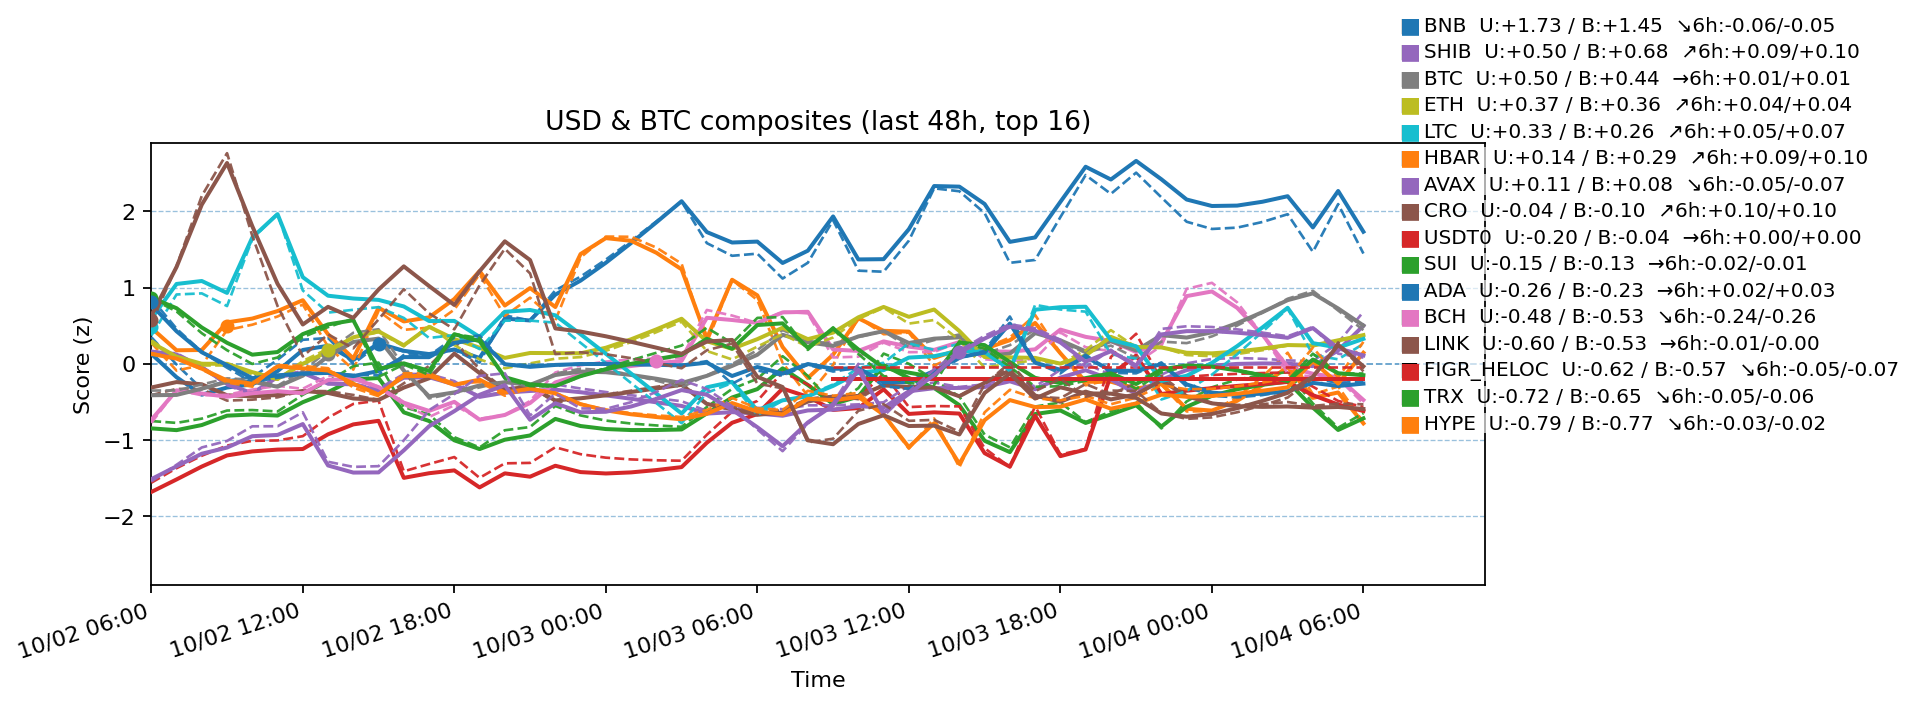 BNB U:+1.73 / B:+1.45 ↘6h:-0.06/-0.05
SHIB U:+0.50 / B:+0.68 ↗6h:+0.09/+0.10
BTC U:+0.50 / B:+0.44 →6h:+0.01/+0.01
ETH U:+0.37 / B:+0.36 ↗6h:+0.04/+0.04
LTC U:+0.33 / B:+0.26 ↗6h:+0.05/+0.07
HBAR U:+0.14 / B:+0.29 ↗6h:+0.09/+0.10
AVAX U:+0.11 / B:+0.08 ↘6h:-0.05/-0.07
CRO U:-0.04 / B:-0.10 ↗6h:+0.10/+0.10
USDT0 U:-0.20 / B:-0.04 →6h:+0.00/+0.00
SUI U:-0.15 / B:-0.13 →6h:-0.02/-0.01
ADA U:-0.26 / B:-0.23 →6h:+0.02/+0.03
BCH U:-0.48 / B:-0.53 ↘6h:-0.24/-0.26
LINK U:-0.60 / B:-0.53 →6h:-0.01/-0.00
FIGR_HELOC U:-0.62 / B:-0.57 ↘6h:-0.05/-0.07
TRX U:-0.72 / B:-0.65 ↘6h:-0.05/-0.06
HYPE U:-0.79 / B:-0.77 ↘6h:-0.03/-0.02
USD & BTC composites (last 48h, top 16)
Score (z)
2
1
0
−1
−2
10/02 06:00
10/02 12:00
10/02 18:00
10/03 00:00
10/03 06:00
10/03 12:00
10/03 18:00
10/04 00:00
10/04 06:00
Time